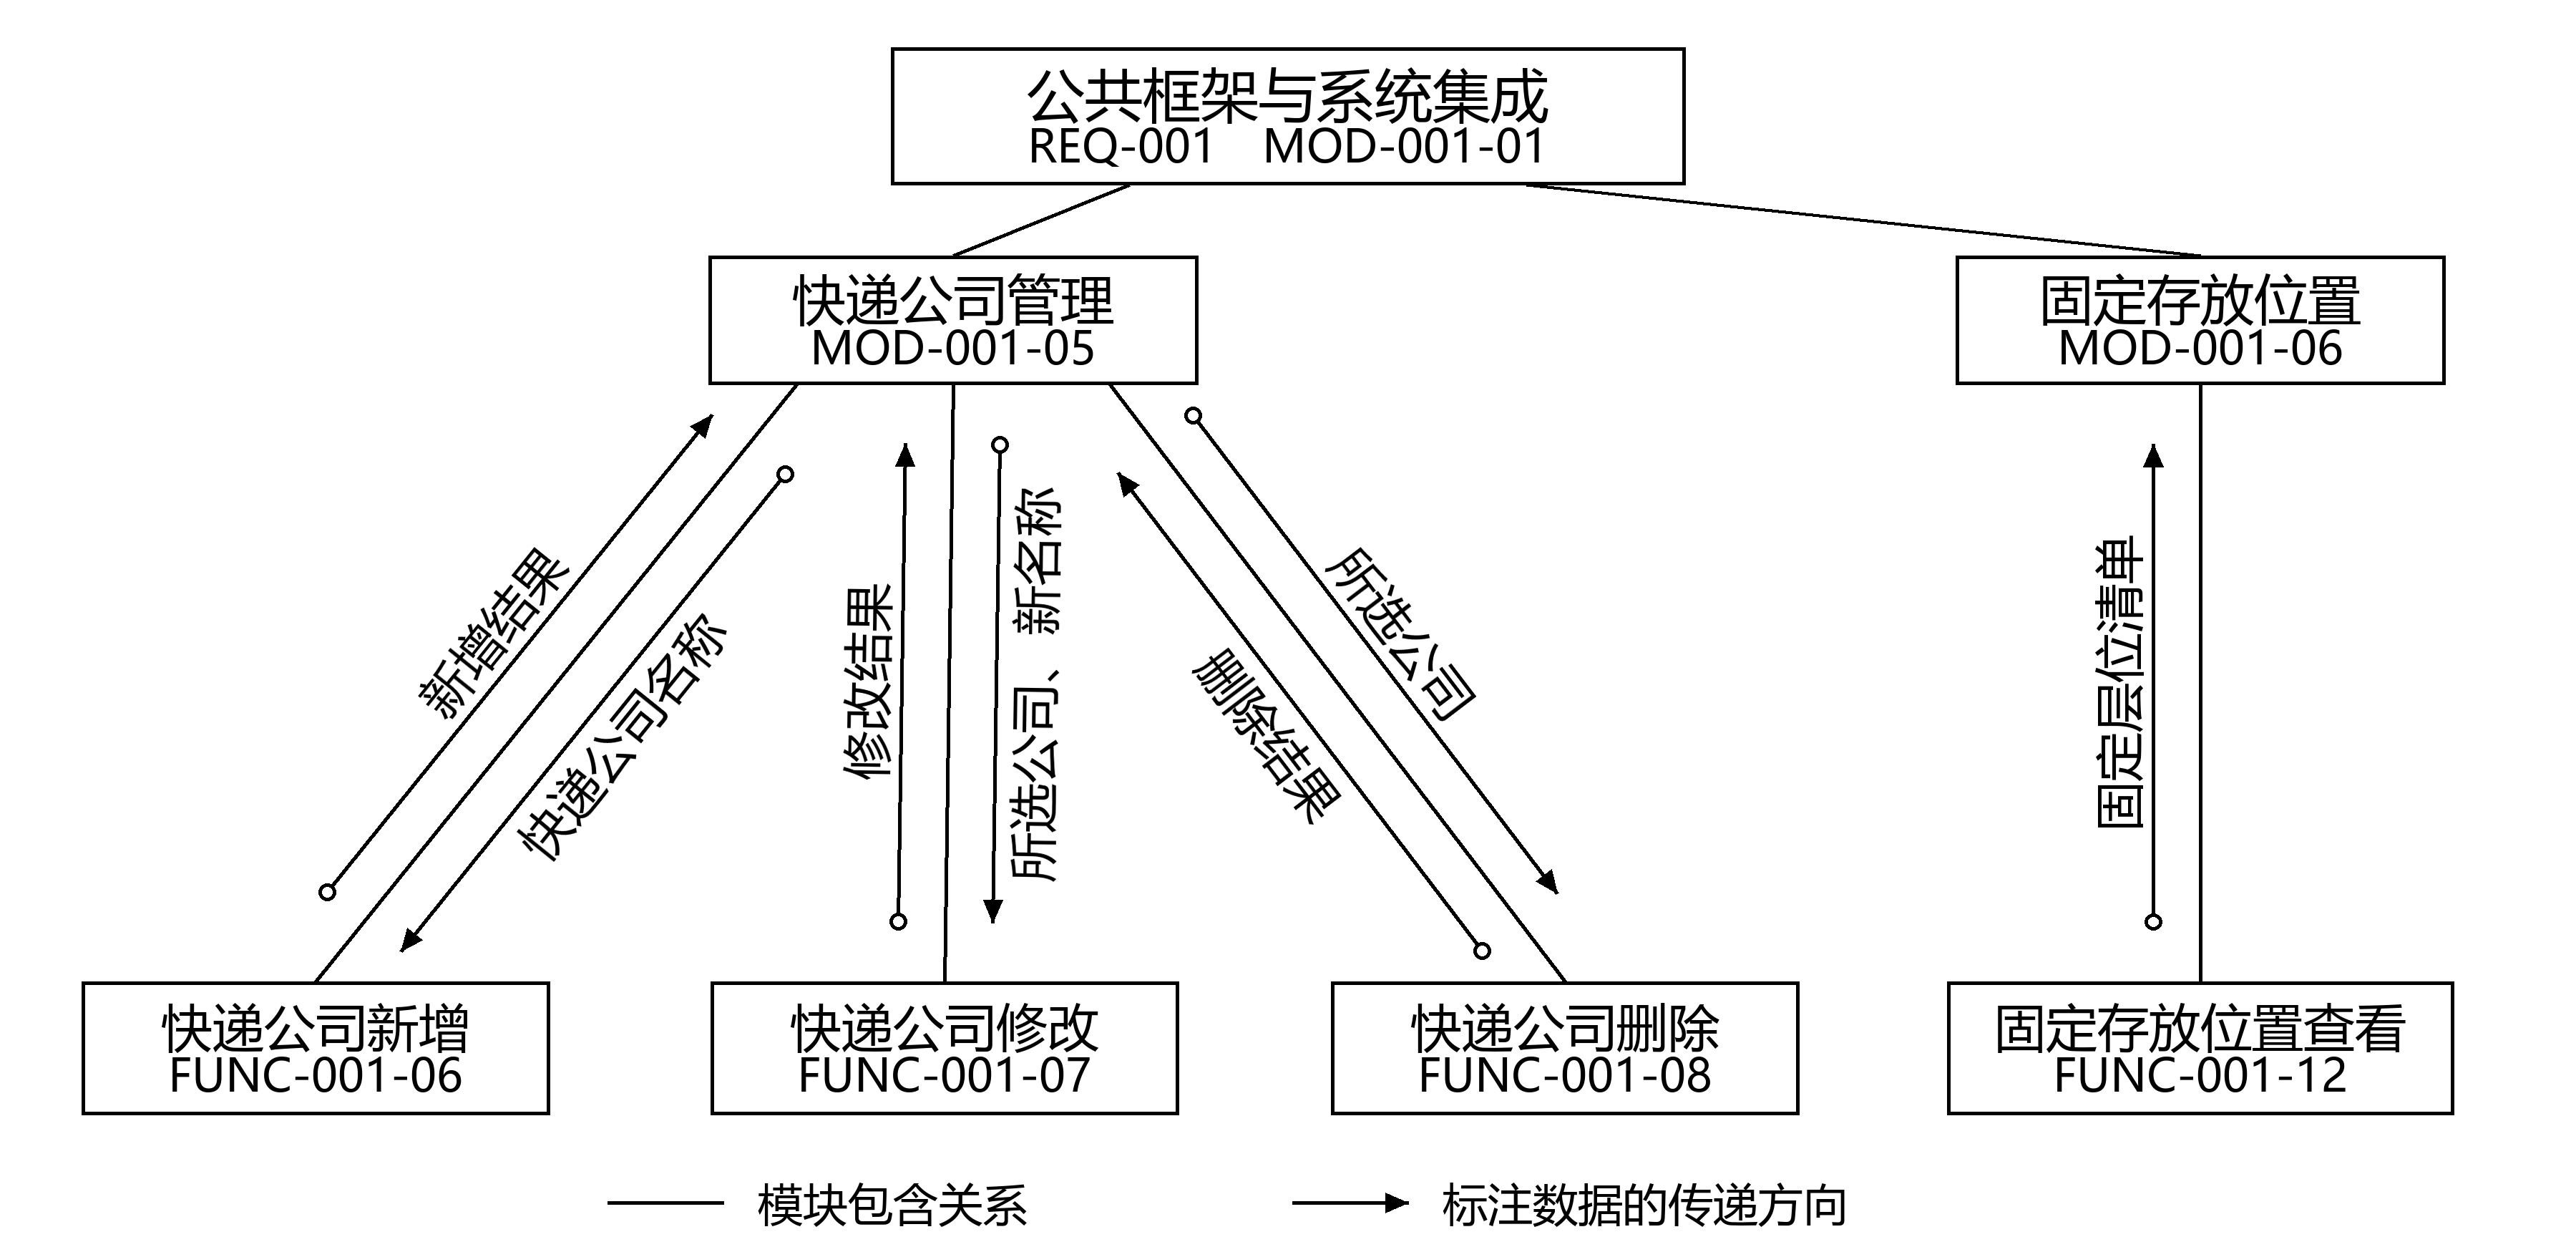 公共框架与系统集成
REQ-001 MOD-001-01
快递公司管理
MOD-001-05
固定存放位置
MOD-001-06
新增结果
快递公司名称
修改结果
所选公司、新名称
删除结果
所选公司
固定层位清单
快递公司新增
FUNC-001-06
快递公司修改
FUNC-001-07
快递公司删除
FUNC-001-08
固定存放位置查看
FUNC-001-12
模块包含关系
标注数据的传递方向